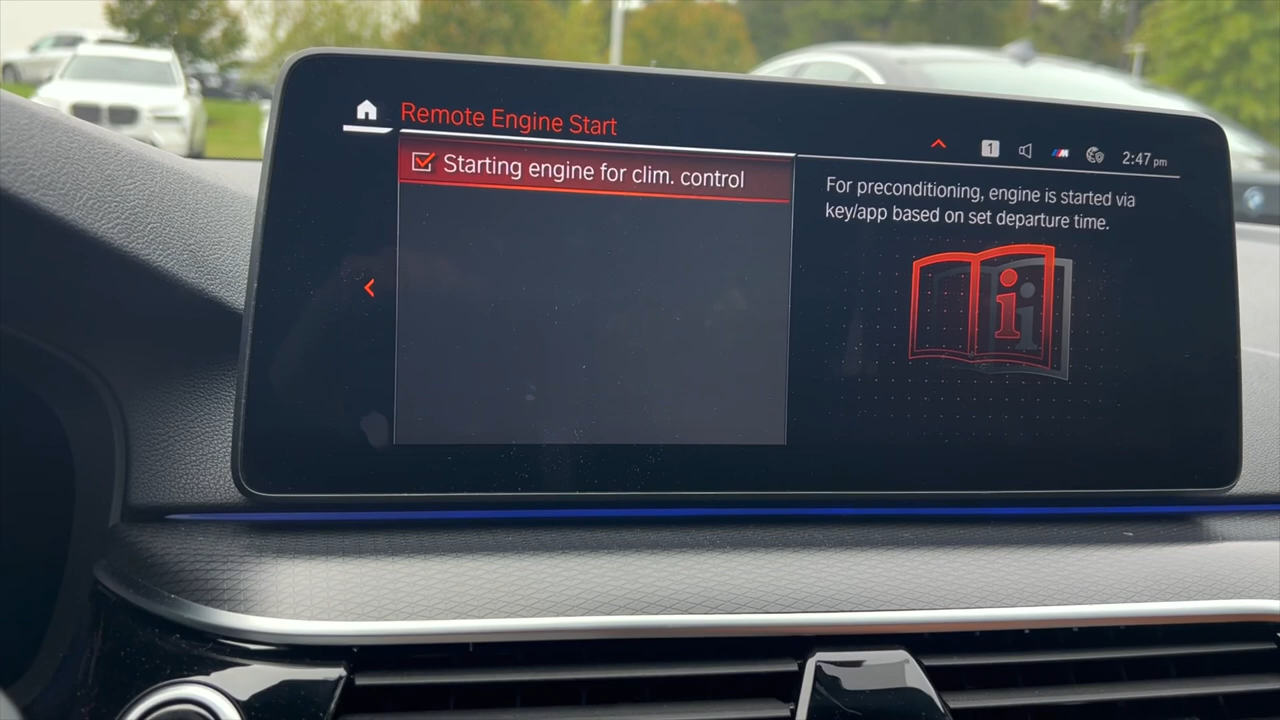 Remote Engine Start
1
M
2:47 pm
Starting engine for clim. control
For preconditioning, engine is started via
key/app based on set departure time.
i